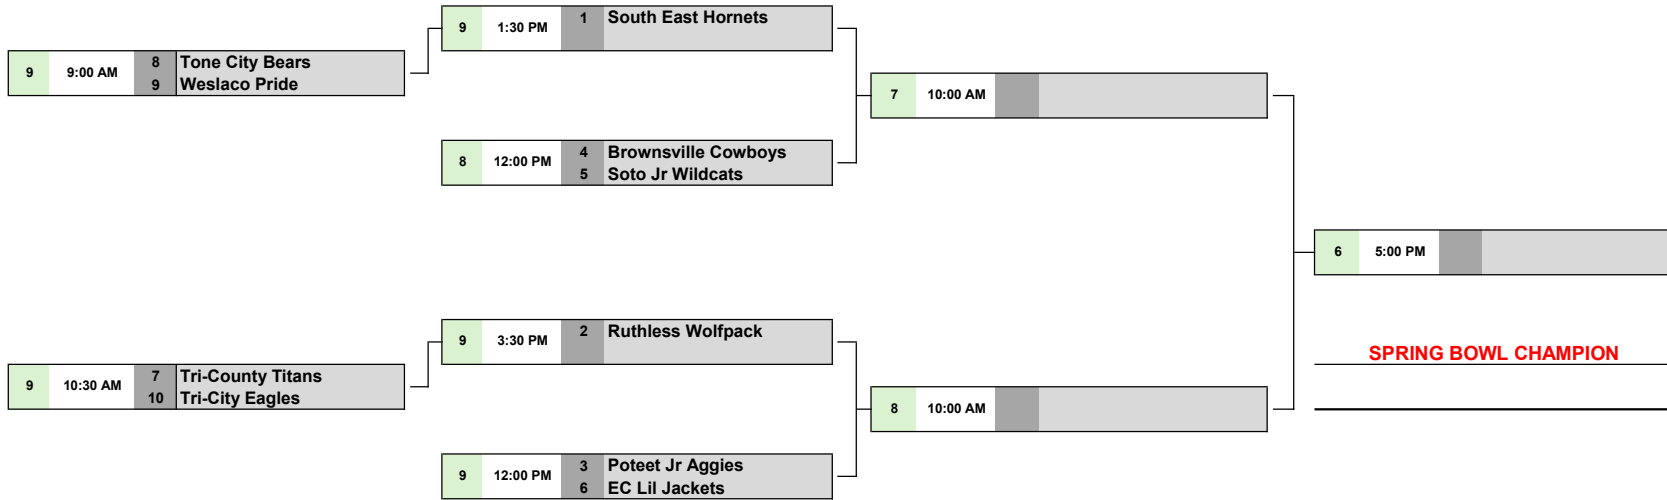 9 1:30 PM 1 South East Hornets
9 9:00 AM 8 Tone City Bears
9 Weslaco Pride
7 10:00 AM
8 12:00 PM 4 Brownsville Cowboys
5 Soto Jr Wildcats
6 5:00 PM
9 3:30 PM 2 Ruthless Wolfpack
SPRING BOWL CHAMPION
9 10:30 AM 7 Tri-County Titans
10 Tri-City Eagles
8 10:00 AM
9 12:00 PM 3 Poteet Jr Aggies
6 EC Lil Jackets